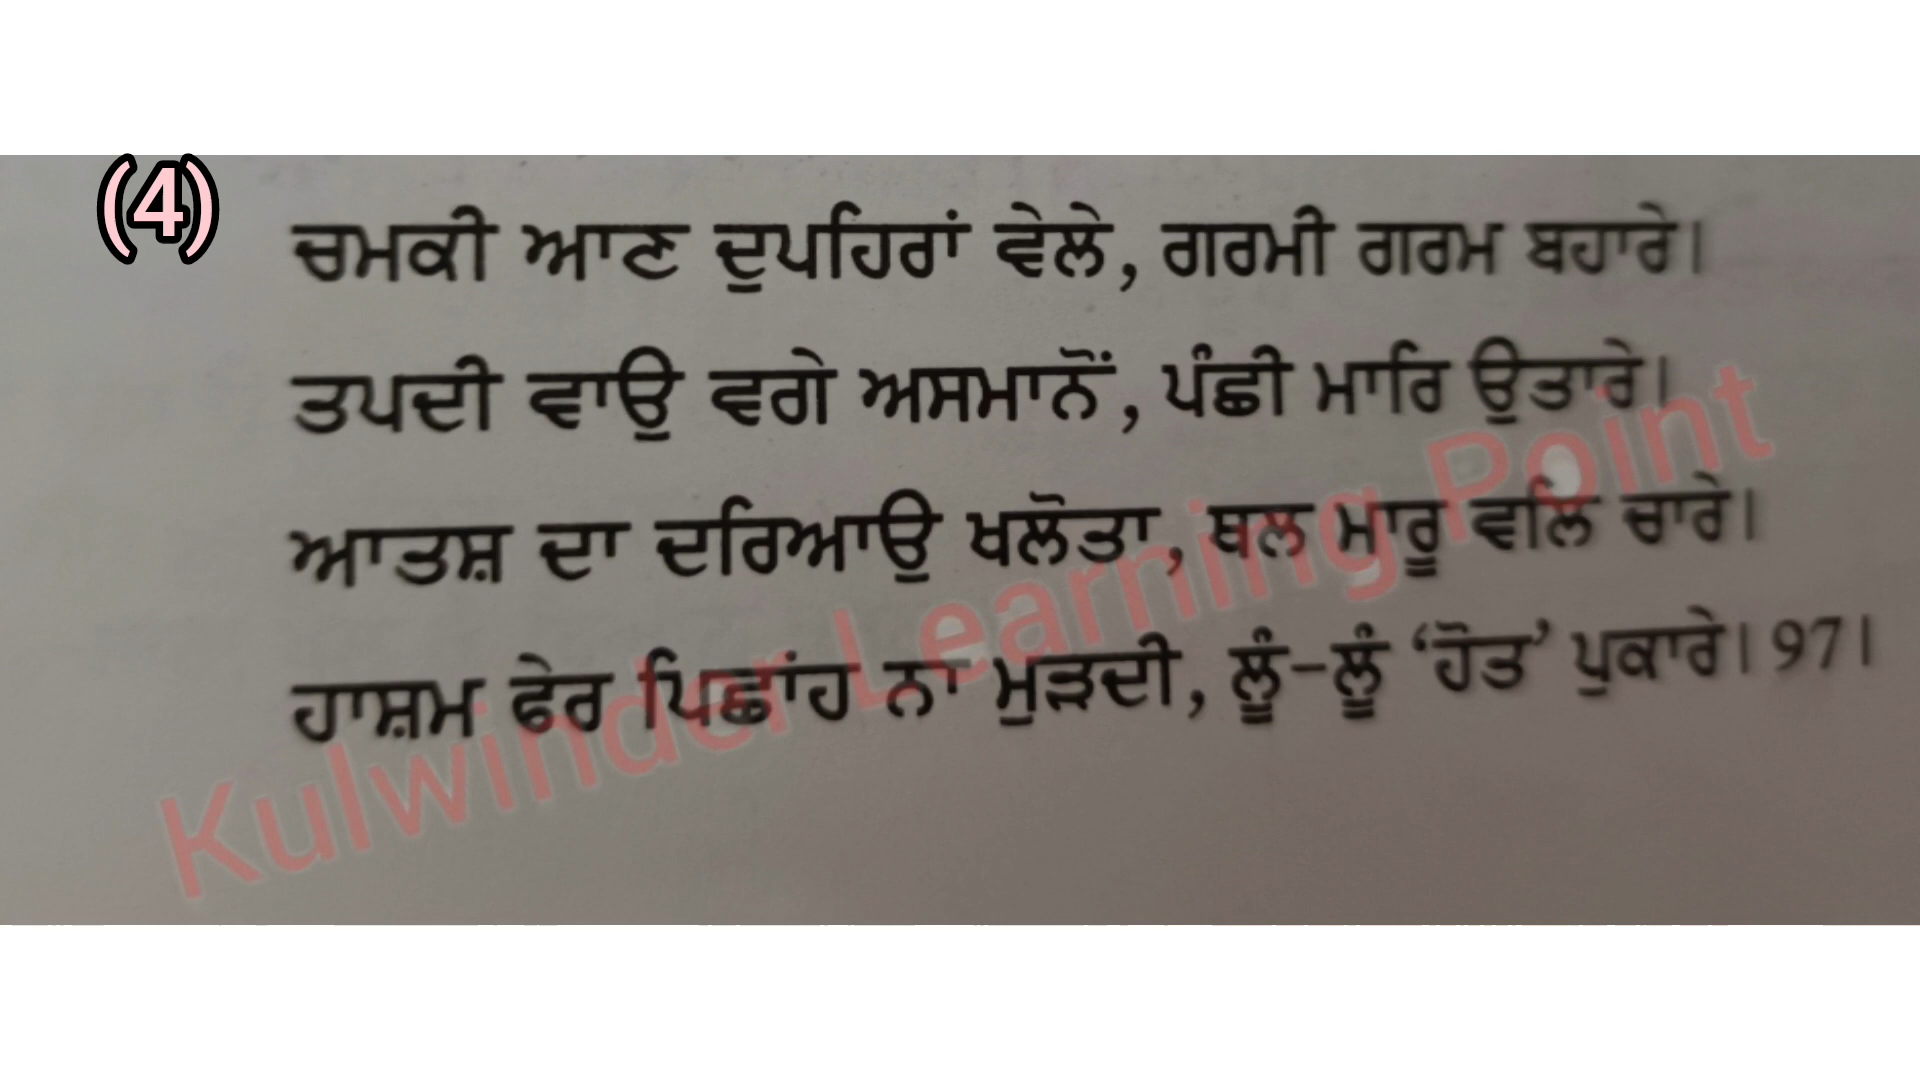 (4)
ਚਮਕੀ ਆਣ ਦੁਪਹਿਰਾਂ ਵੇਲੇ, ਗਰਮੀ ਗਰਮ ਬਹਾਰੇ।
ਤਪਦੀ ਵਾਉ ਵਗੇ ਅਸਮਾਨੋਂ, ਪੰਛੀ ਮਾਰਿ ਉਤਾਰੇ।
ਆਤਸ਼ ਦਾ ਦਰਿਆਉ ਖਲੋਤਾ, ਥਲ ਮਾਰੂ ਵਲਿ ਚਾਰੇ।
ਹਾਸ਼ਮ ਫੇਰ ਪਿਛਾਂਹ ਨਾ ਮੁੜਦੀ, ਲੂੰ-ਲੂੰ ‘ਹੋਤ’ ਪੁਕਾਰੇ। 97।
Kulwinder Learning Point